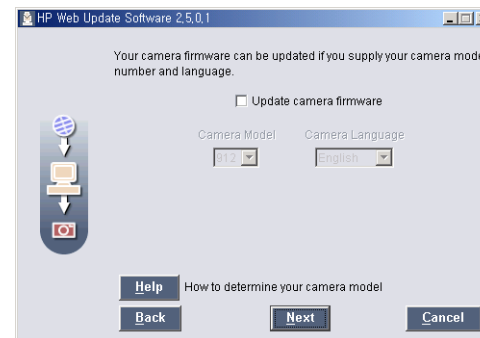 HP Web Update Software 2,5,0,1
Your camera firmware can be updated if you supply your camera mode
number and language.
Update camera firmware
Camera Model Camera Language
912 English
Help How to determine your camera model
Back Next Cancel